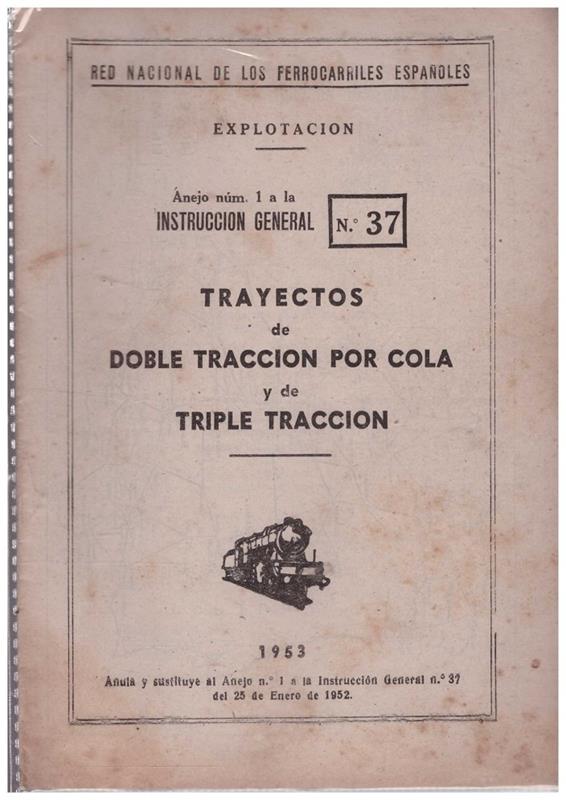 RED NACIONAL DE LOS FERROCARRILES ESPAÑOLES
EXPLOTACION
Anejo núm. 1 a la
INSTRUCCION GENERAL N.° 37
TRAYECTOS
de
DOBLE TRACCION POR COLA
y de
TRIPLE TRACCION
1953
Anula y sustituye al Anejo n.° 1 a la Instrucción General n.° 37
del 25 de Enero de 1952.